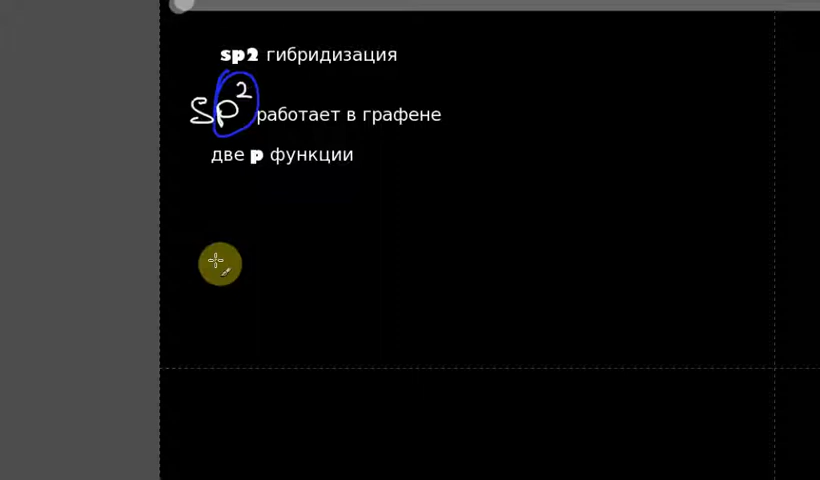 sp2 гибридизация
sp² работает в графене
две p функции